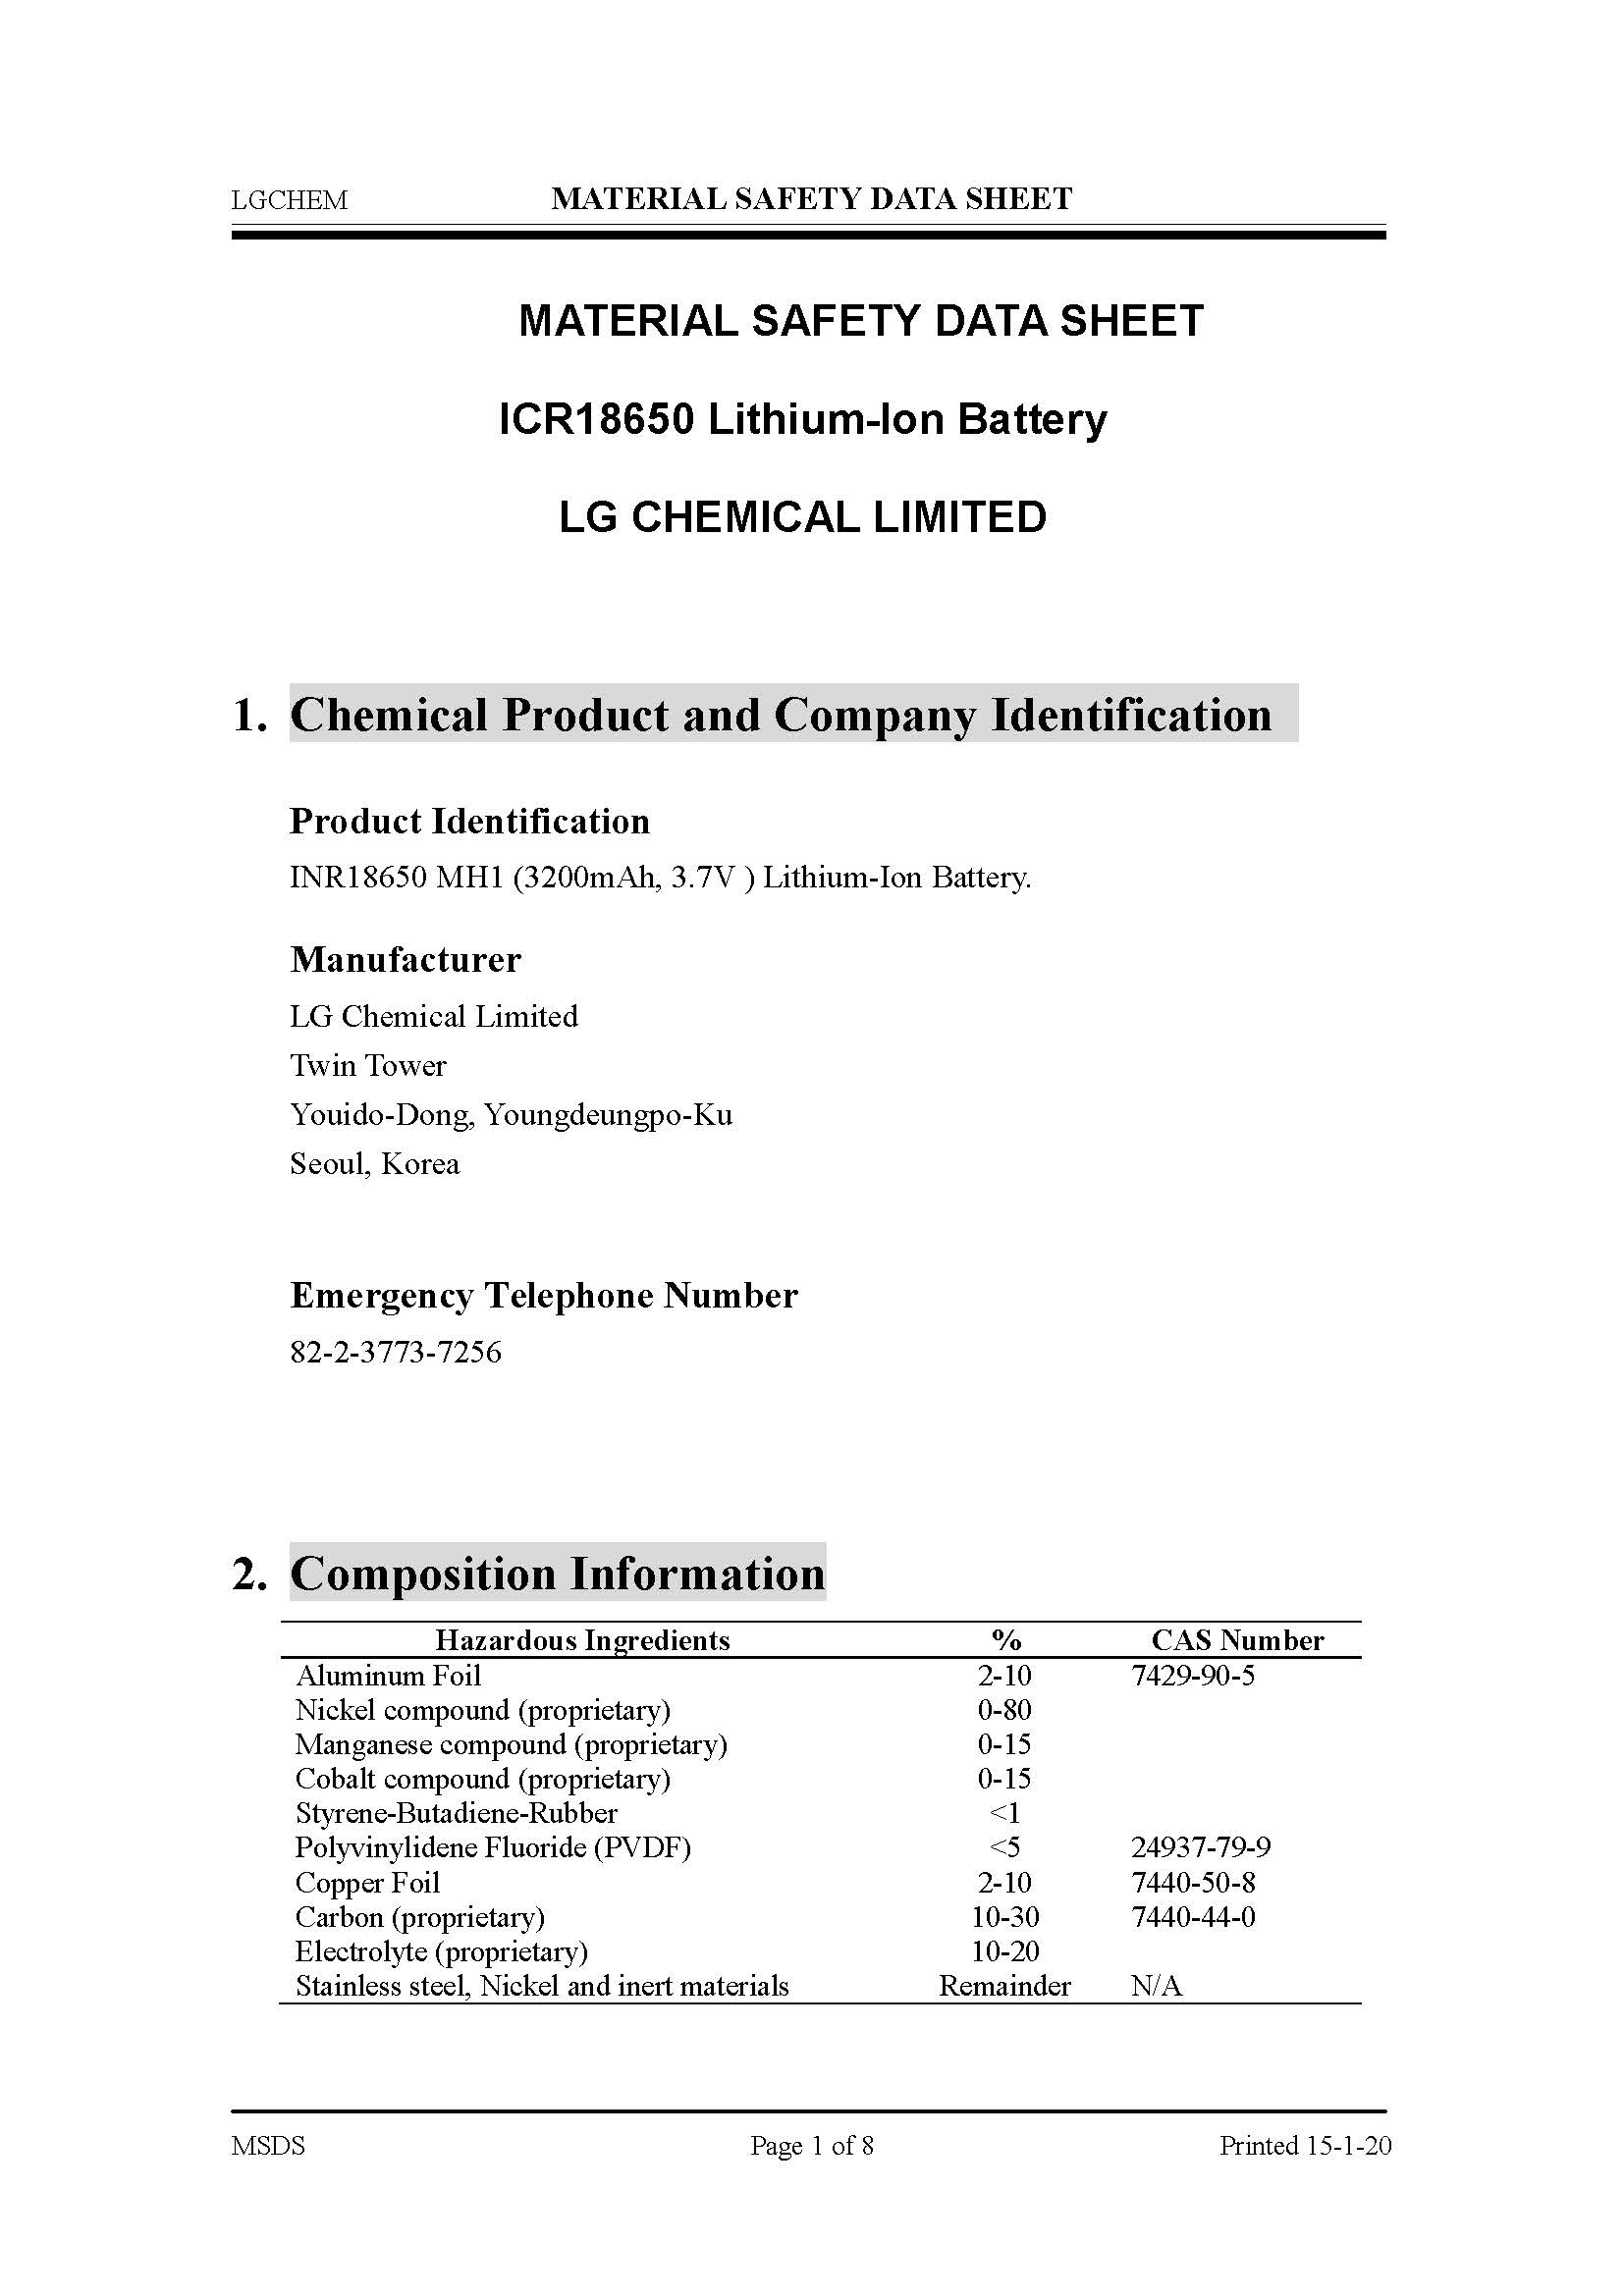 LGCHEM MATERIAL SAFETY DATA SHEET
MATERIAL SAFETY DATA SHEET
ICR18650 Lithium-Ion Battery
LG CHEMICAL LIMITED
1. Chemical Product and Company Identification
Product Identification
INR18650 MH1 (3200mAh, 3.7V ) Lithium-Ion Battery.
Manufacturer
LG Chemical Limited
Twin Tower
Youido-Dong, Youngdeungpo-Ku
Seoul, Korea
Emergency Telephone Number
82-2-3773-7256
2. Composition Information
Hazardous Ingredients % CAS Number
Aluminum Foil 2-10 7429-90-5
Nickel compound (proprietary) 0-80
Manganese compound (proprietary) 0-15
Cobalt compound (proprietary) 0-15
Styrene-Butadiene-Rubber <1
Polyvinylidene Fluoride (PVDF) <5 24937-79-9
Copper Foil 2-10 7440-50-8
Carbon (proprietary) 10-30 7440-44-0
Electrolyte (proprietary) 10-20
Stainless steel, Nickel and inert materials Remainder N/A
MSDS Page 1 of 8 Printed 15-1-20